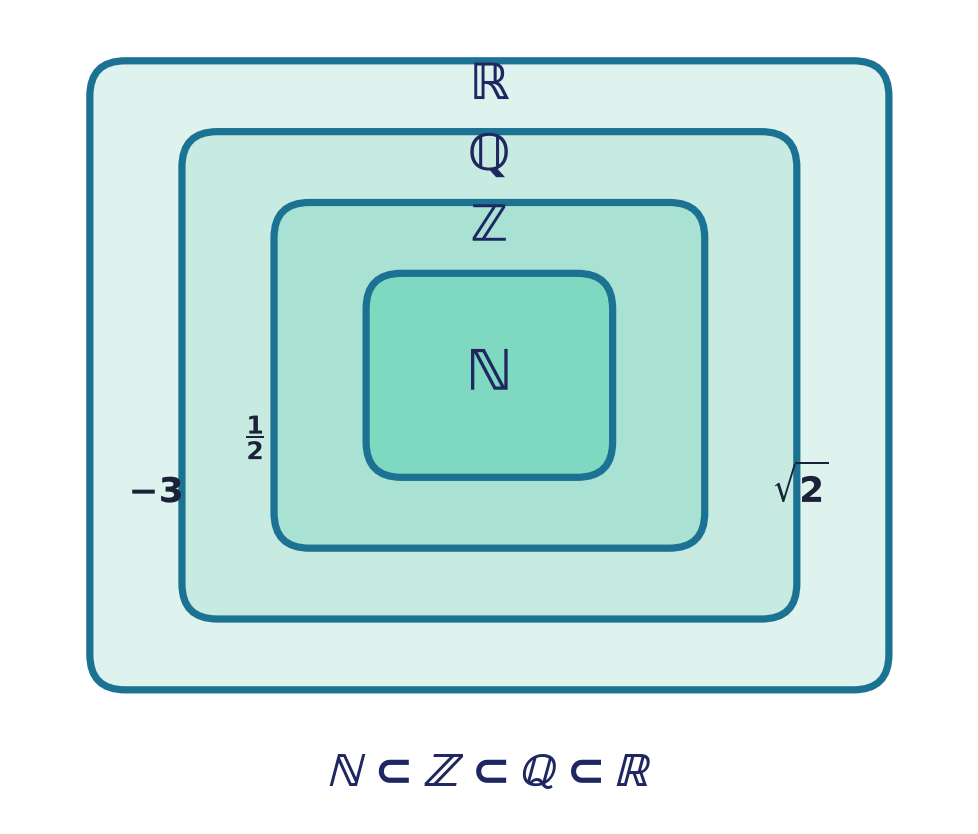 ℝ
ℚ
ℤ
ℕ
1/2
−3
√2
ℕ ⊂ ℤ ⊂ ℚ ⊂ ℝ